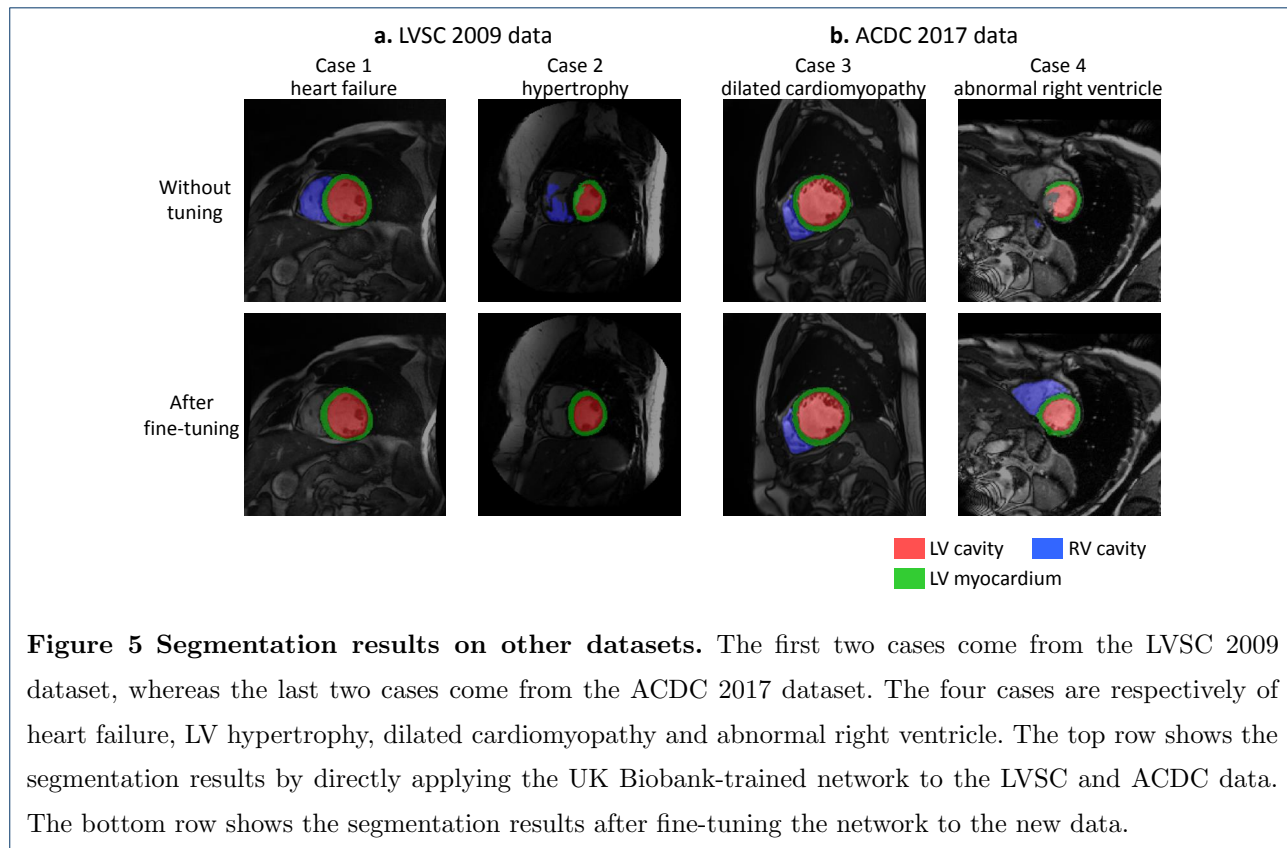 a. LVSC 2009 data
b. ACDC 2017 data
Case 1
heart failure
Case 2
hypertrophy
Case 3
dilated cardiomyopathy
Case 4
abnormal right ventricle
Without
tuning
After
fine-tuning
LV cavity
RV cavity
LV myocardium
Figure 5 Segmentation results on other datasets. The first two cases come from the LVSC 2009
dataset, whereas the last two cases come from the ACDC 2017 dataset. The four cases are respectively of
heart failure, LV hypertrophy, dilated cardiomyopathy and abnormal right ventricle. The top row shows the
segmentation results by directly applying the UK Biobank-trained network to the LVSC and ACDC data.
The bottom row shows the segmentation results after fine-tuning the network to the new data.